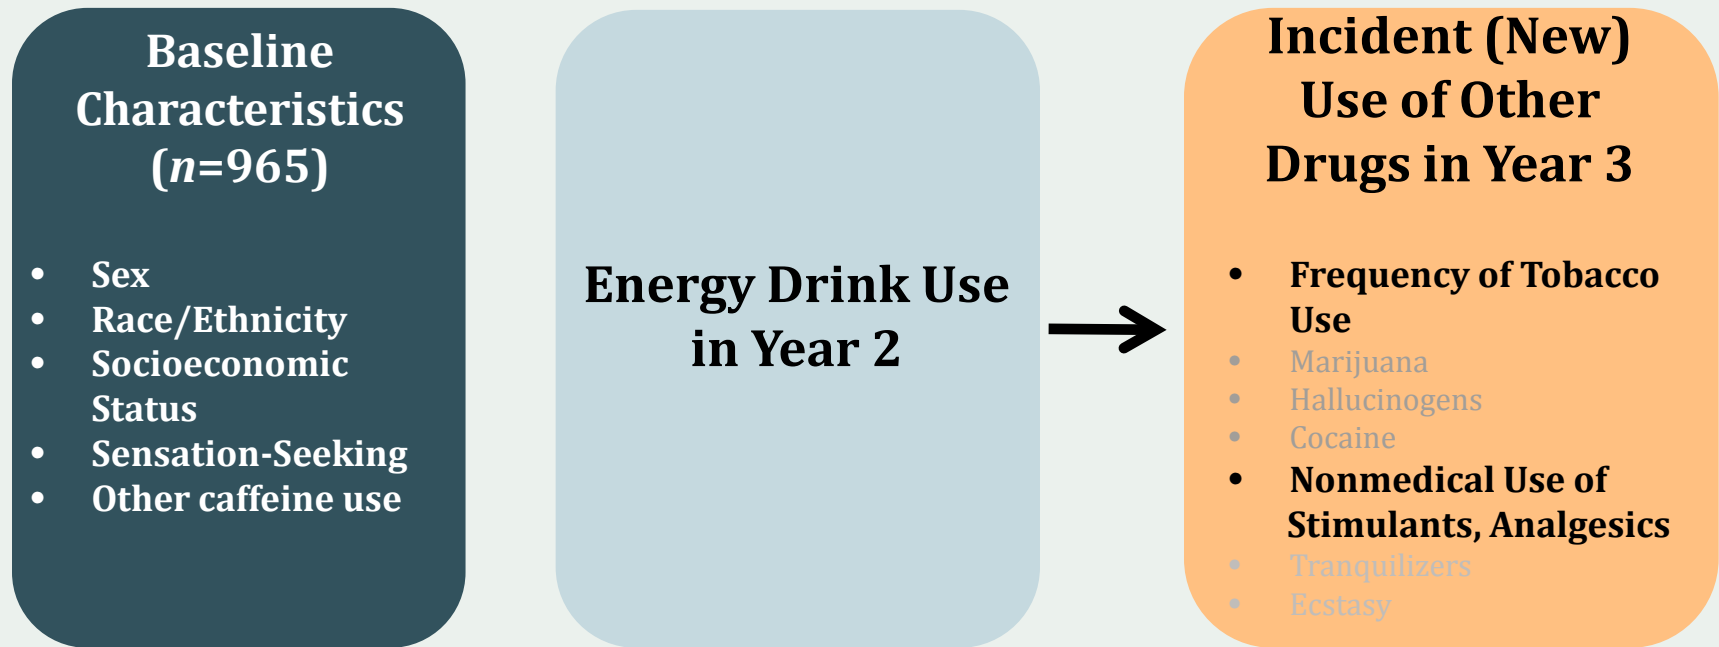 Baseline
Characteristics
(n=965)
• Sex
• Race/Ethnicity
• Socioeconomic
Status
• Sensation-Seeking
• Other caffeine use
Energy Drink Use
in Year 2
Incident (New)
Use of Other
Drugs in Year 3
• Frequency of Tobacco
Use
• Marijuana
• Hallucinogens
• Cocaine
• Nonmedical Use of
Stimulants, Analgesics
• Tranquilizers
• Ecstasy